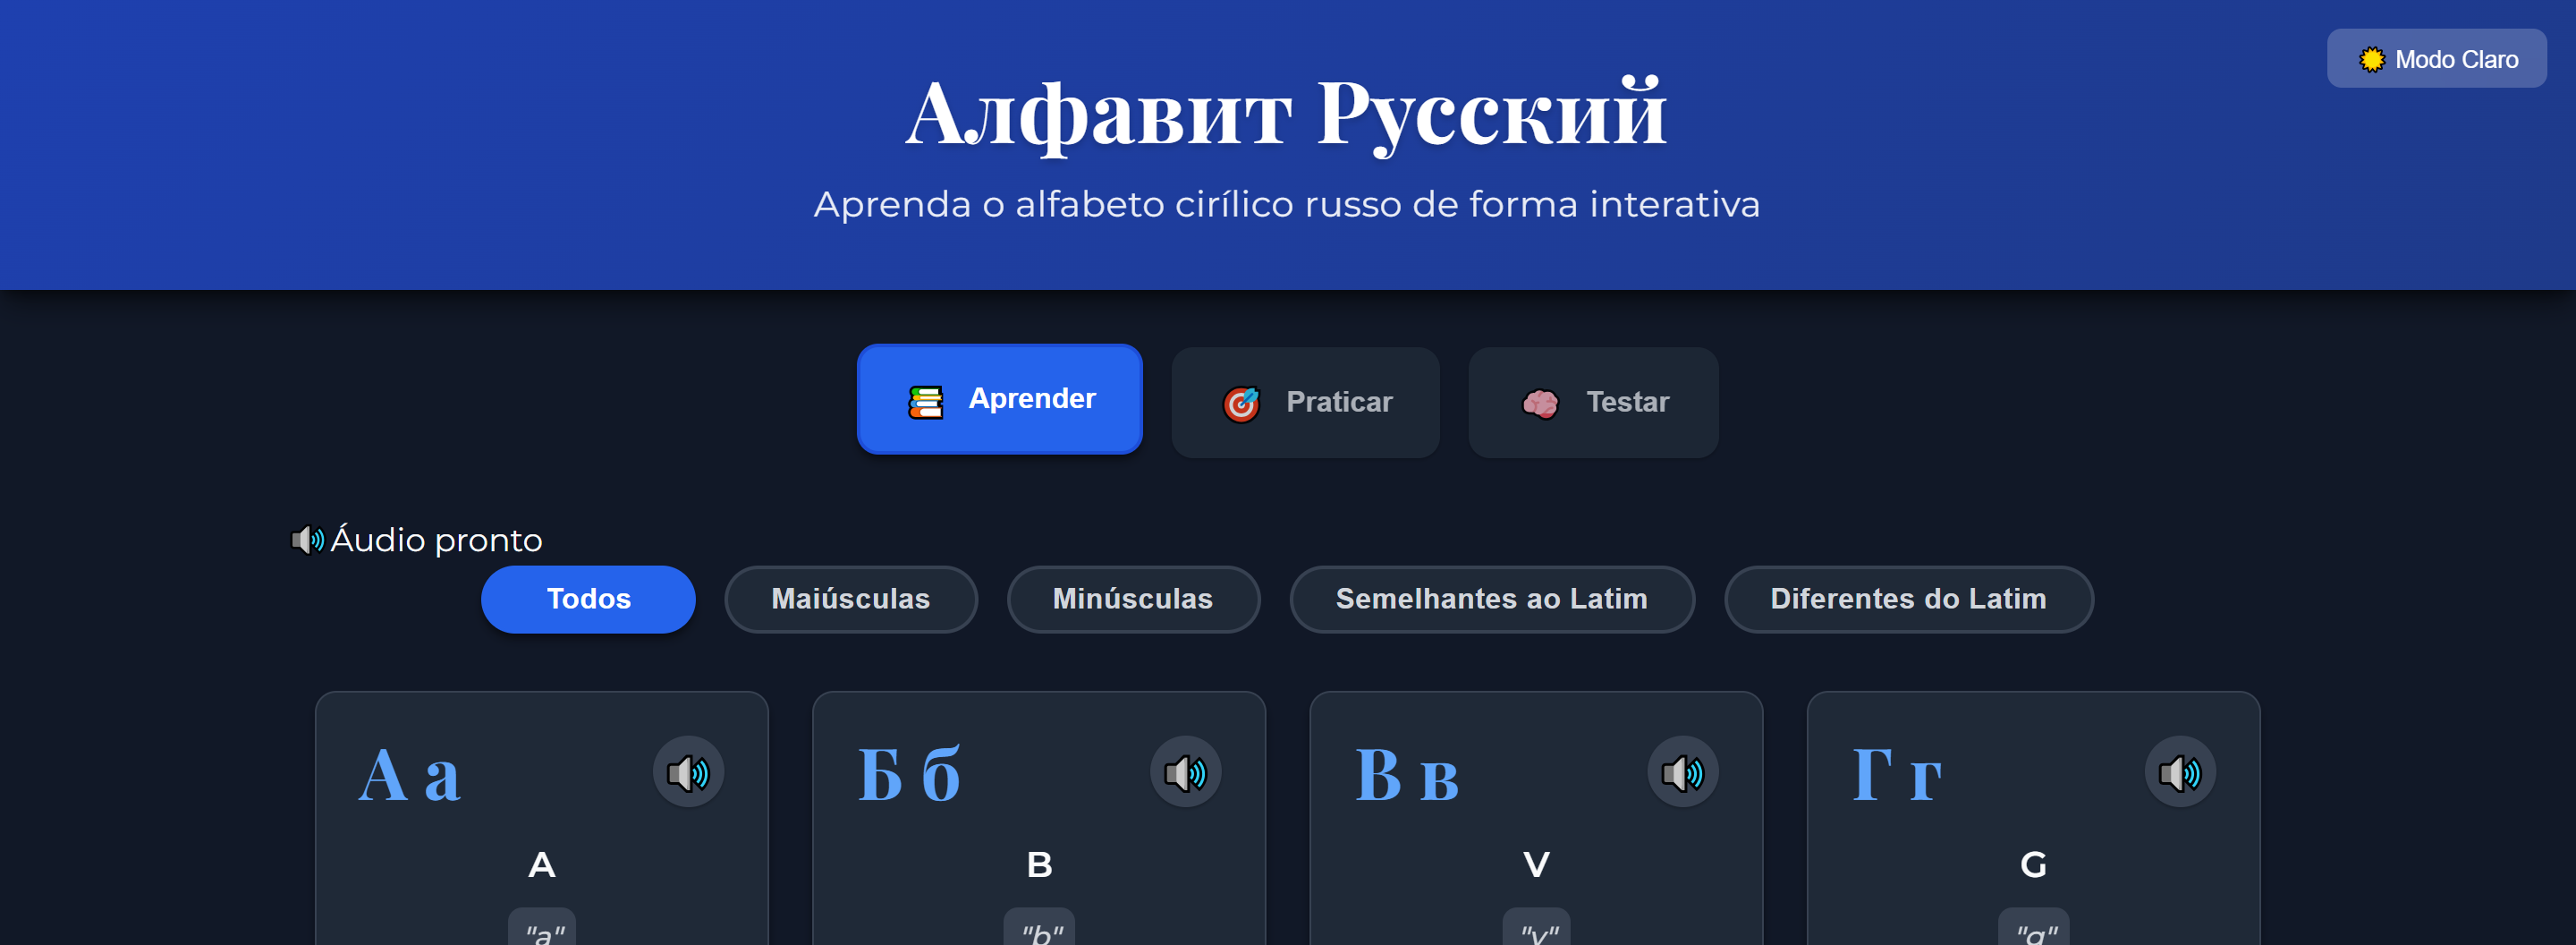 Modo Claro
Алфавит Русский
Aprenda o alfabeto cirílico russo de forma interativa
Aprender Praticar Testar
Áudio pronto
Todos Maiúsculas Minúsculas Semelhantes ao Latim Diferentes do Latim
А а Б б В в Г г
A B V G
"a" "b" "v" "g"